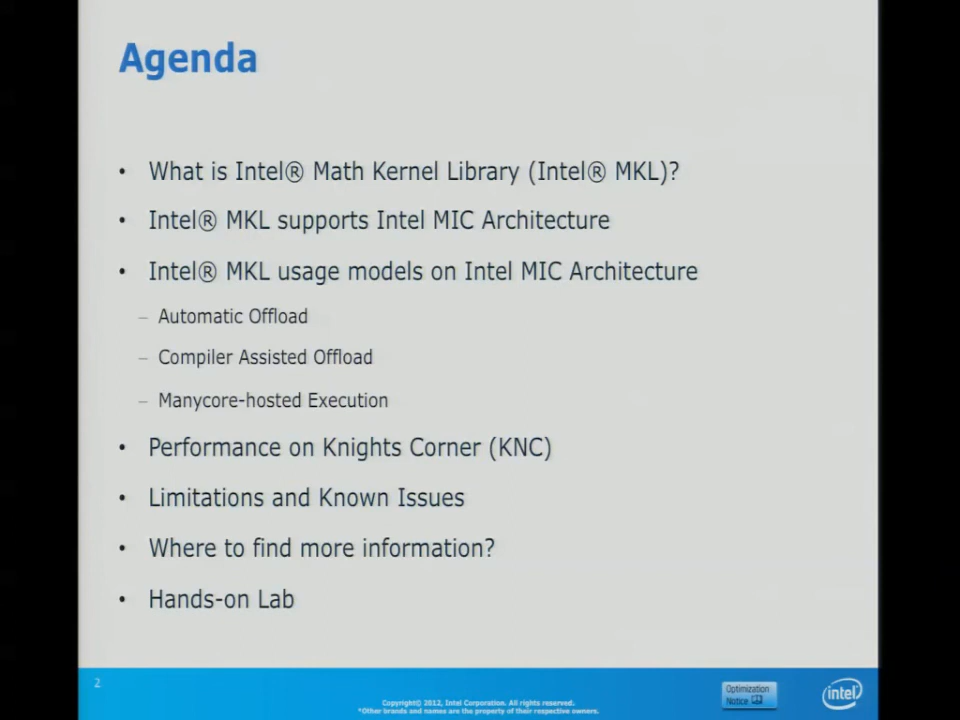 Agenda
• What is Intel® Math Kernel Library (Intel® MKL)?
• Intel® MKL supports Intel MIC Architecture
• Intel® MKL usage models on Intel MIC Architecture
– Automatic Offload
– Compiler Assisted Offload
– Manycore-hosted Execution
• Performance on Knights Corner (KNC)
• Limitations and Known Issues
• Where to find more information?
• Hands-on Lab
2
Copyright© 2012, Intel Corporation. All rights reserved.
*Other brands and names are the property of their respective owners.
Optimization
Notice
intel